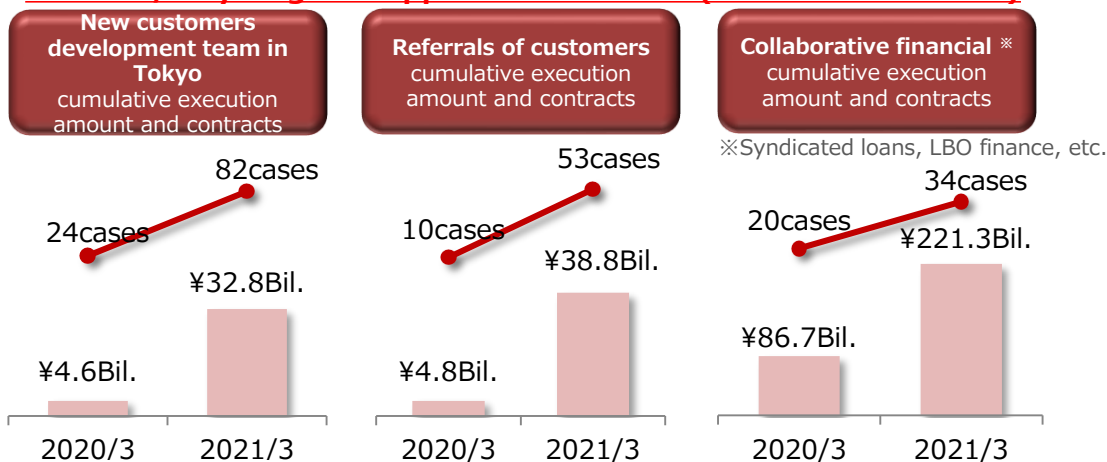 New customers
development team in
Tokyo
cumulative execution
amount and contracts
82cases
24cases
¥32.8Bil.
¥4.6Bil.
2020/3 2021/3
Referrals of customers
cumulative execution
amount and contracts
53cases
10cases
¥38.8Bil.
¥4.8Bil.
2020/3 2021/3
Collaborative financial ※
cumulative execution
amount and contracts
※Syndicated loans, LBO finance, etc.
34cases
20cases
¥221.3Bil.
¥86.7Bil.
2020/3 2021/3